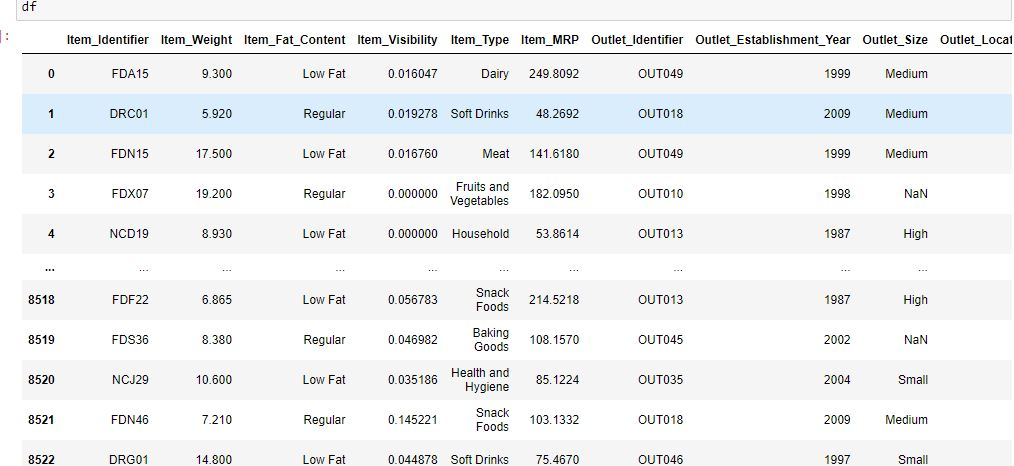 df
]:
Item_Identifier Item_Weight Item_Fat_Content Item_Visibility Item_Type Item_MRP Outlet_Identifier Outlet_Establishment_Year Outlet_Size Outlet_Locat
0 FDA15 9.300 Low Fat 0.016047 Dairy 249.8092 OUT049 1999 Medium
1 DRC01 5.920 Regular 0.019278 Soft Drinks 48.2692 OUT018 2009 Medium
2 FDN15 17.500 Low Fat 0.016760 Meat 141.6180 OUT049 1999 Medium
3 FDX07 19.200 Regular 0.000000 Fruits and Vegetables 182.0950 OUT010 1998 NaN
4 NCD19 8.930 Low Fat 0.000000 Household 53.8614 OUT013 1987 High
... ... ... ... ... ... ... ... ... ...
8518 FDF22 6.865 Low Fat 0.056783 Snack Foods 214.5218 OUT013 1987 High
8519 FDS36 8.380 Regular 0.046982 Baking Goods 108.1570 OUT045 2002 NaN
8520 NCJ29 10.600 Low Fat 0.035186 Health and Hygiene 85.1224 OUT035 2004 Small
8521 FDN46 7.210 Regular 0.145221 Snack Foods 103.1332 OUT018 2009 Medium
8522 DRG01 14.800 Low Fat 0.044878 Soft Drinks 75.4670 OUT046 1997 Small